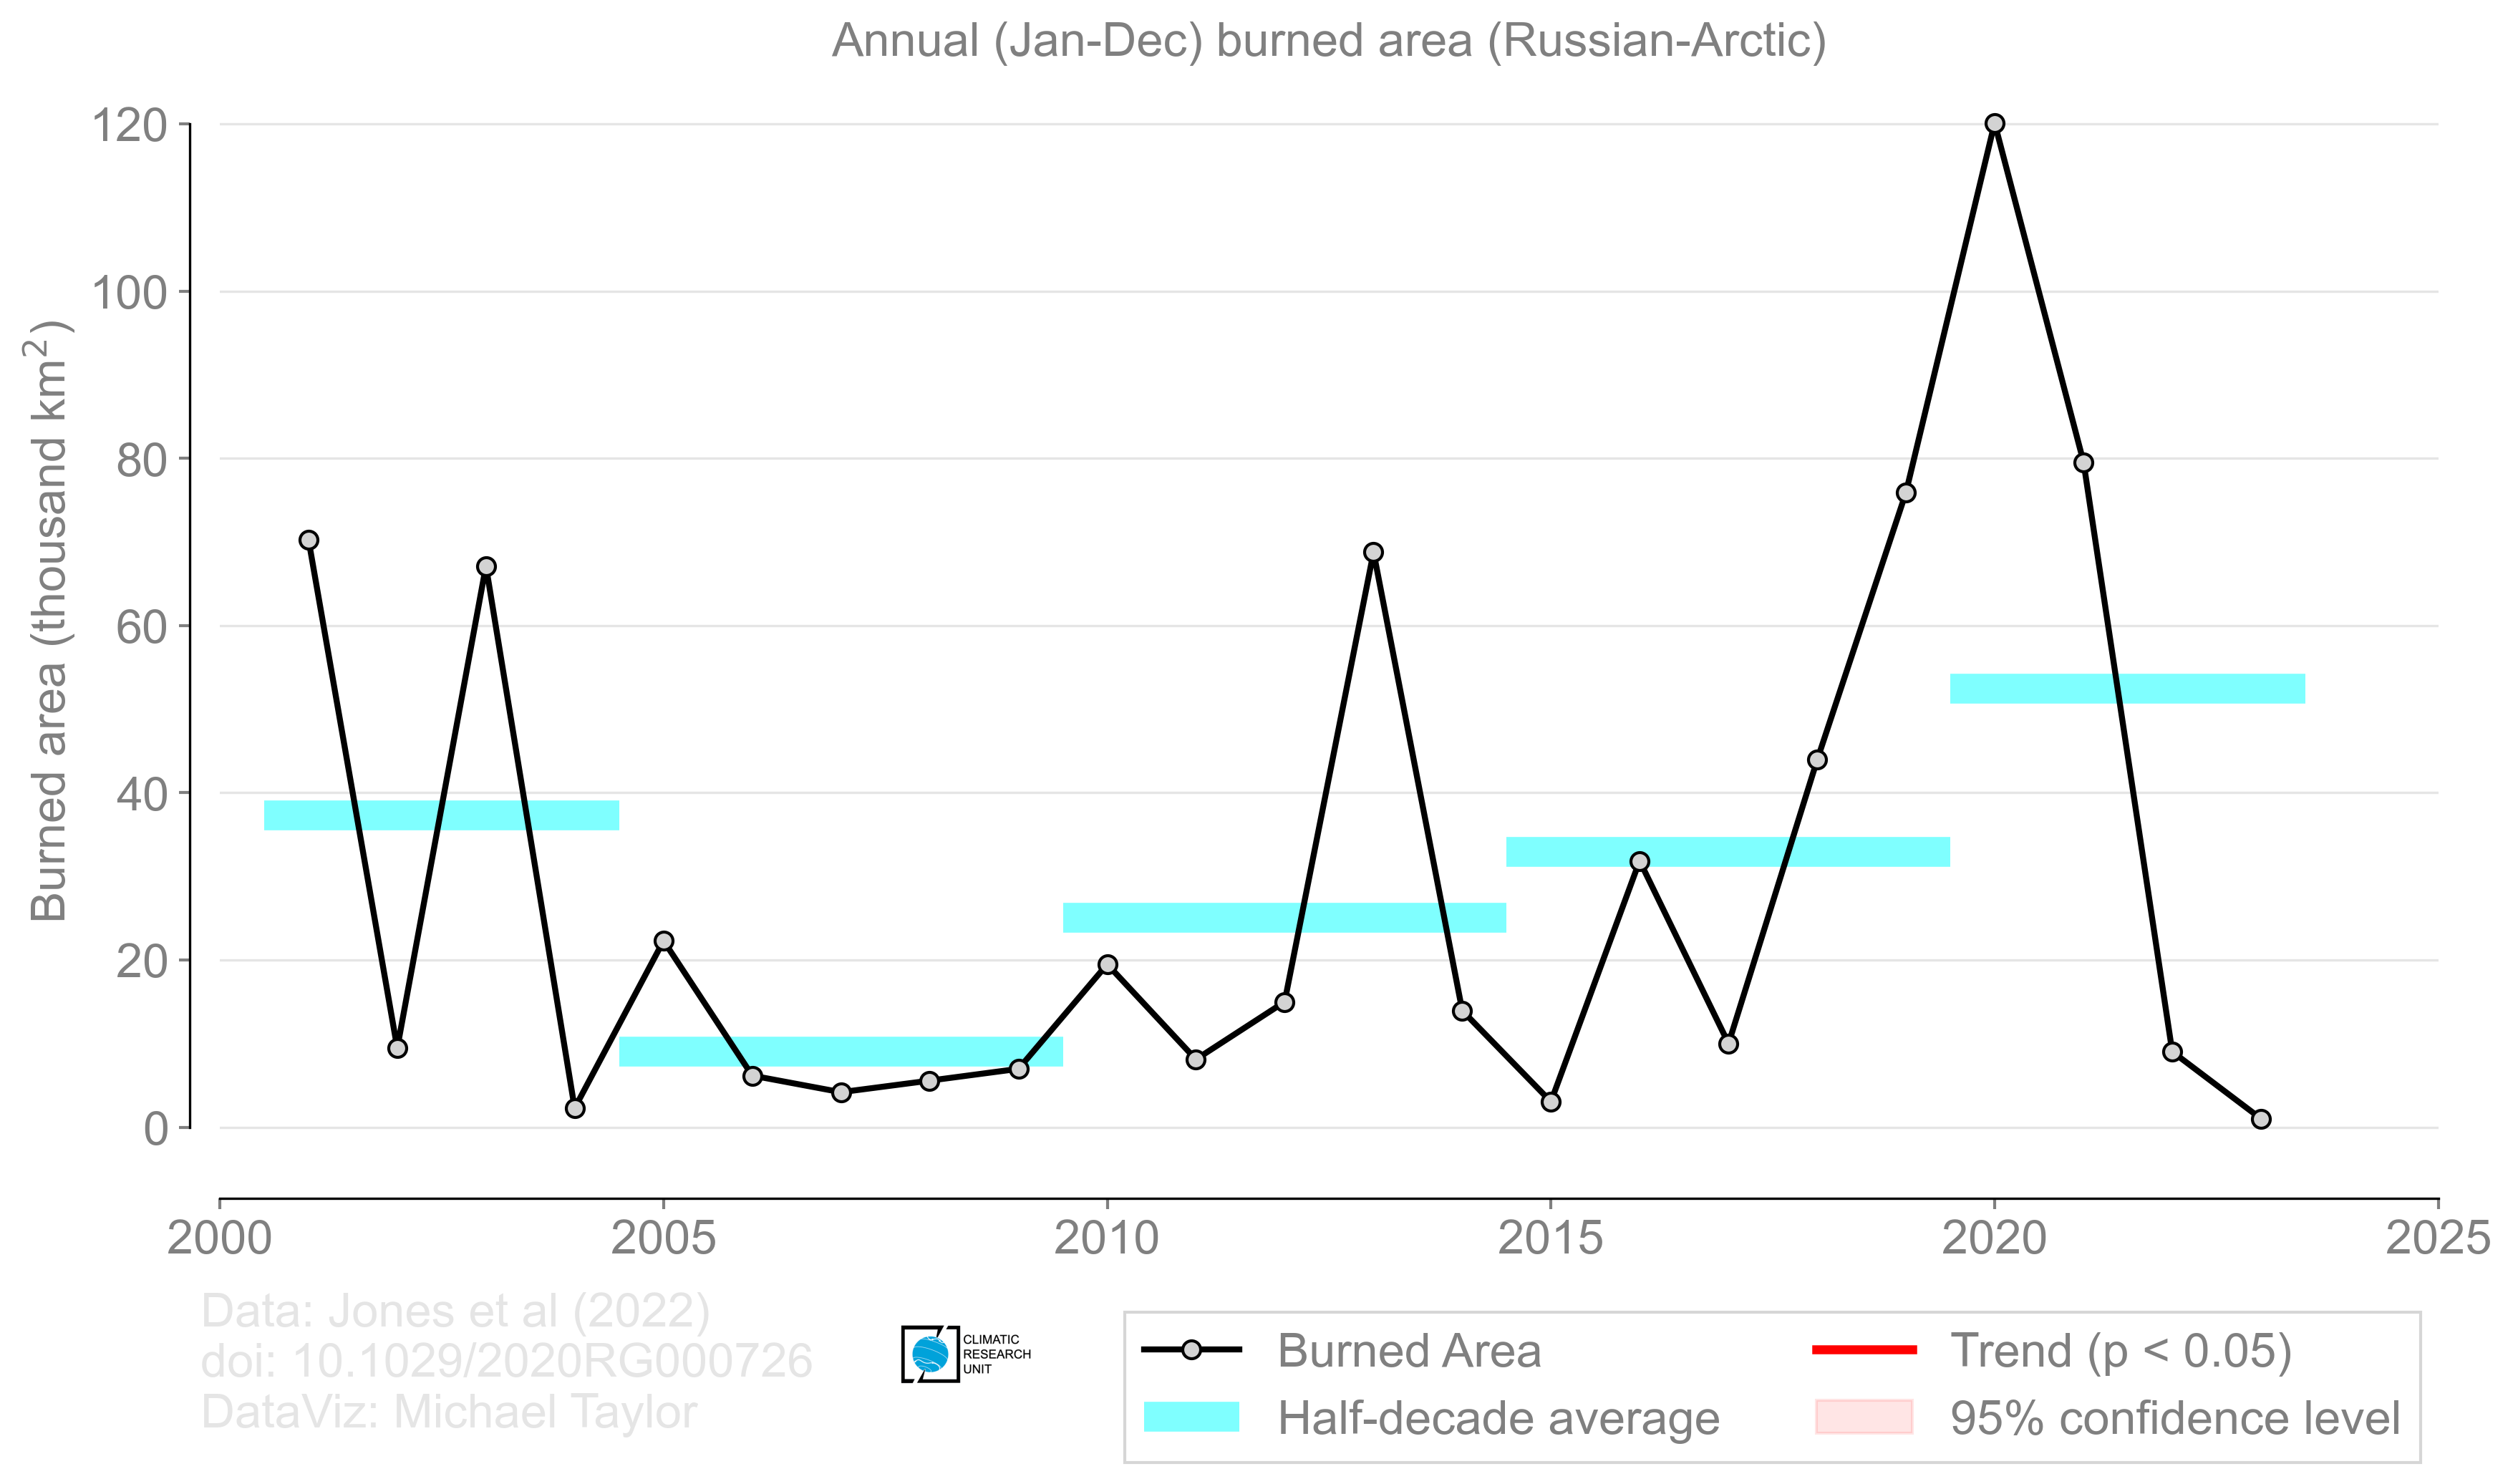 Annual (Jan-Dec) burned area (Russian-Arctic)
Burned area (thousand km²)
120
100
80
60
40
20
0
2000 2005 2010 2015 2020 2025
Data: Jones et al (2022)
doi: 10.1029/2020RG000726
DataViz: Michael Taylor
CLIMATIC
RESEARCH
UNIT
Burned Area
Half-decade average
Trend (p < 0.05)
95% confidence level